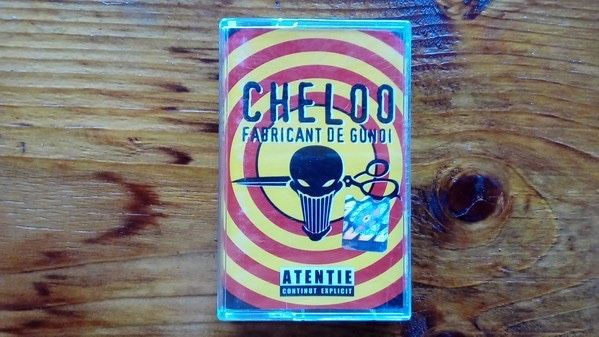 CHELOO
FABRICANT DE GUNOI
ATENTIE
CONTINUT EXPLICIT